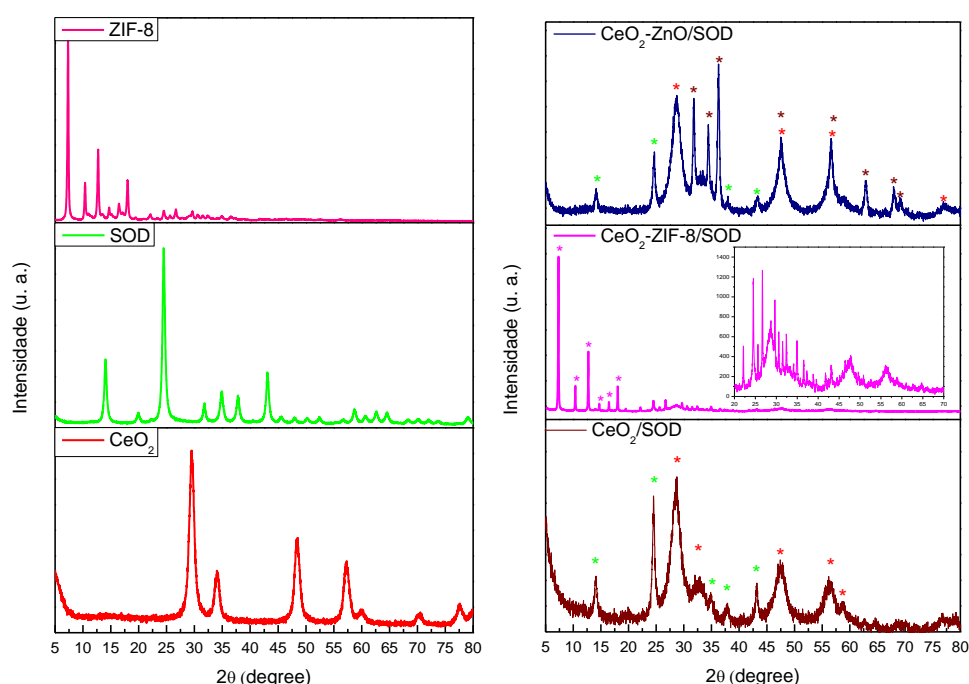 ZIF-8
SOD
CeO₂
Intensidade (u. a.)
5 10 15 20 25 30 35 40 45 50 55 60 65 70 75 80
2θ (degree)
CeO₂-ZnO/SOD
* * * * * * * * * * * * * * *
CeO₂-ZIF-8/SOD
* * * * * *
1400
1200
1000
800
600
400
200
0
20 25 30 35 40 45 50 55 60 65 70
CeO₂/SOD
* * * * * * * * * *
Intensidade (u. a.)
5 10 15 20 25 30 35 40 45 50 55 60 65 70 75 80
2θ (degree)